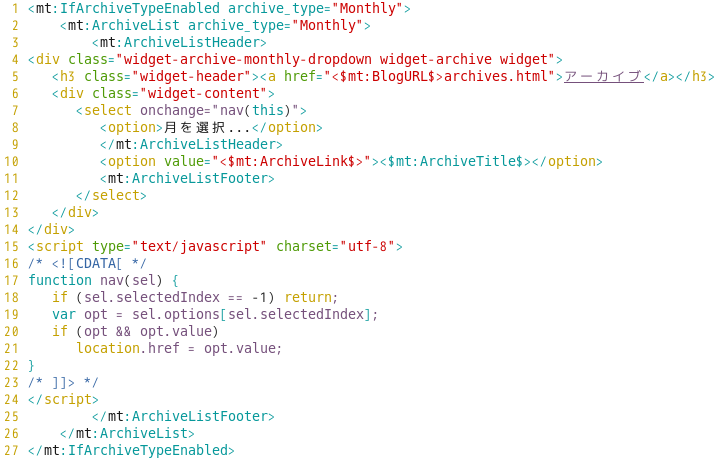 1 <mt:IfArchiveTypeEnabled archive_type="Monthly">
2     <mt:ArchiveList archive_type="Monthly">
3         <mt:ArchiveListHeader>
4 <div class="widget-archive-monthly-dropdown widget-archive widget">
5    <h3 class="widget-header"><a href="<$mt:BlogURL$>archives.html">アーカイブ</a></h3>
6    <div class="widget-content">
7       <select onchange="nav(this)">
8          <option>月を選択...</option>
9          </mt:ArchiveListHeader>
10          <option value="<$mt:ArchiveLink$>"><$mt:ArchiveTitle$></option>
11          <mt:ArchiveListFooter>
12       </select>
13    </div>
14 </div>
15 <script type="text/javascript" charset="utf-8">
16 /* <![CDATA[ */
17 function nav(sel) {
18    if (sel.selectedIndex == -1) return;
19    var opt = sel.options[sel.selectedIndex];
20    if (opt && opt.value)
21       location.href = opt.value;
22 }
23 /* ]]> */
24 </script>
25         </mt:ArchiveListFooter>
26     </mt:ArchiveList>
27 </mt:IfArchiveTypeEnabled>